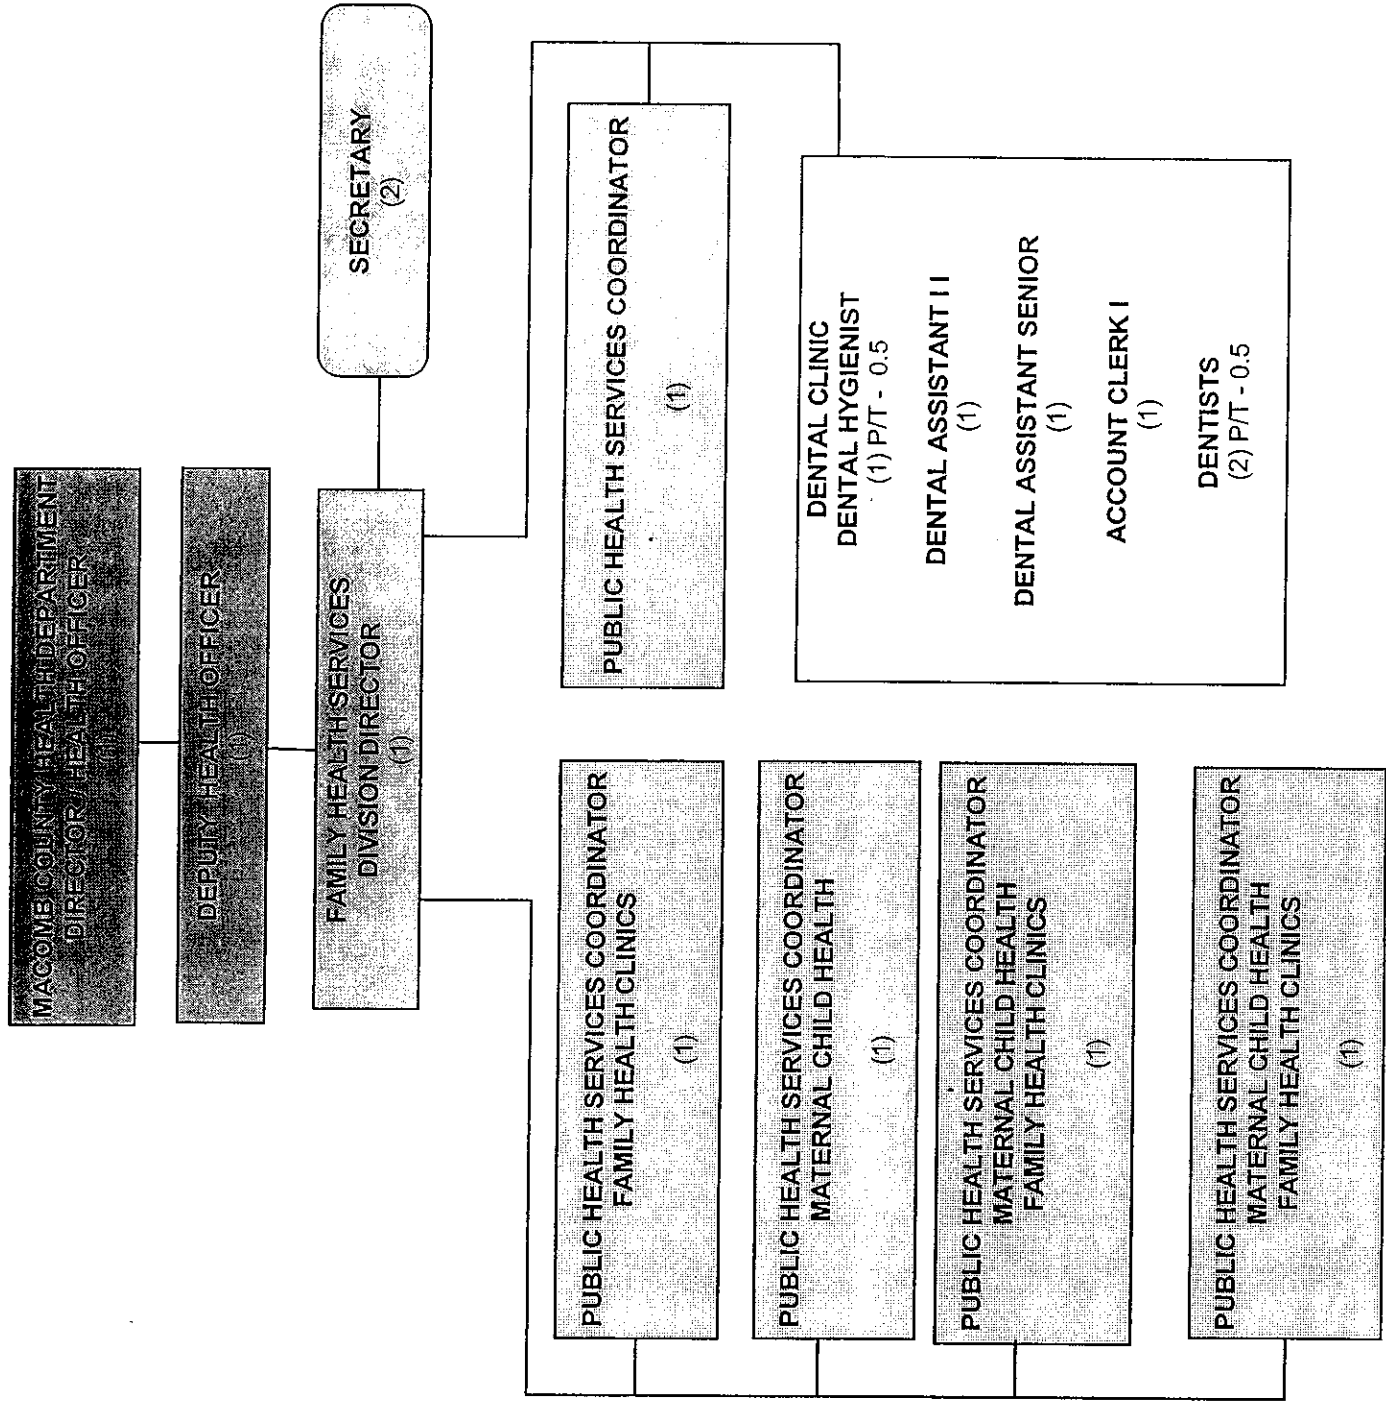 MACOMB COUNTY HEALTH DEPARTMENT
DIRECTOR / HEALTH OFFICER
(1)
DEPUTY HEALTH OFFICER
(1)
FAMILY HEALTH SERVICES
DIVISION DIRECTOR
(1)
SECRETARY
(2)
PUBLIC HEALTH SERVICES COORDINATOR
FAMILY HEALTH CLINICS
(1)
PUBLIC HEALTH SERVICES COORDINATOR
MATERNAL CHILD HEALTH
(1)
PUBLIC HEALTH SERVICES COORDINATOR
MATERNAL CHILD HEALTH
FAMILY HEALTH CLINICS
(1)
PUBLIC HEALTH SERVICES COORDINATOR
MATERNAL CHILD HEALTH
FAMILY HEALTH CLINICS
(1)
PUBLIC HEALTH SERVICES COORDINATOR
(1)
DENTAL CLINIC
DENTAL HYGIENIST
(1) P/T - 0.5
DENTAL ASSISTANT I I
(1)
DENTAL ASSISTANT SENIOR
(1)
ACCOUNT CLERK I
(1)
DENTISTS
(2) P/T - 0.5